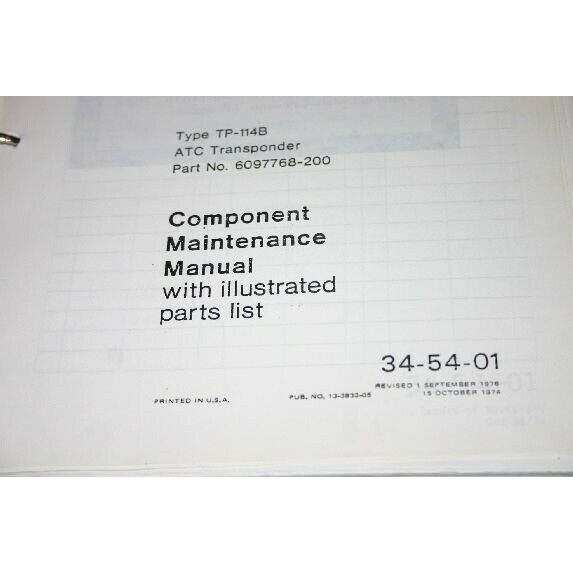 Type TP-114B
ATC Transponder
Part No. 6097768-200
Component
Maintenance
Manual
with illustrated
parts list
34-54-01
REVISED 1 SEPTEMBER 1976
15 OCTOBER 1974
PRINTED IN U.S.A.
PUB. NO. 13-3833-05